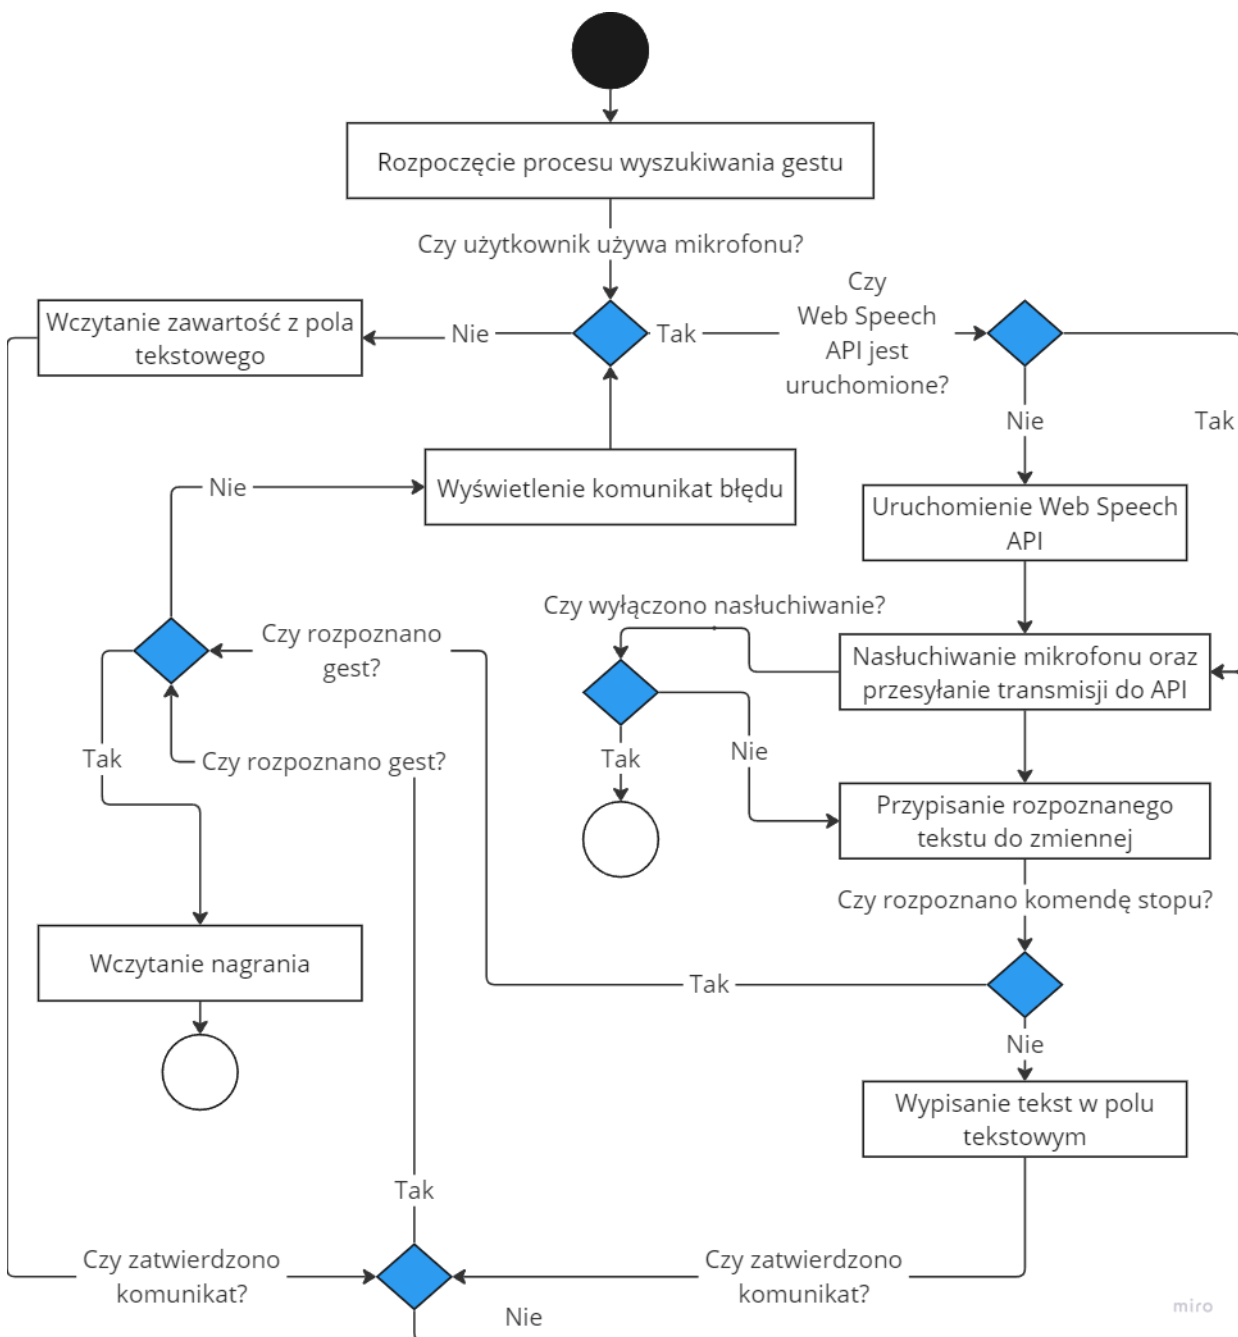 Rozpoczęcie procesu wyszukiwania gestu
Czy użytkownik używa mikrofonu?
Wczytanie zawartość z pola
tekstowego
Nie
Tak
Czy
Web Speech
API jest
uruchomione?
Nie
Tak
Nie
Wyświetlenie komunikat błędu
Uruchomienie Web Speech
API
Czy wyłączono nasłuchiwanie?
Czy rozpoznano
gest?
Nasłuchiwanie mikrofonu oraz
przesyłanie transmisji do API
Tak
Czy rozpoznano gest?
Tak
Nie
Przypisanie rozpoznanego
tekstu do zmiennej
Czy rozpoznano komendę stopu?
Wczytanie nagrania
Tak
Nie
Wypisanie tekst w polu
tekstowym
Tak
Czy zatwierdzono
komunikat?
Czy zatwierdzono
komunikat?
Nie
miro